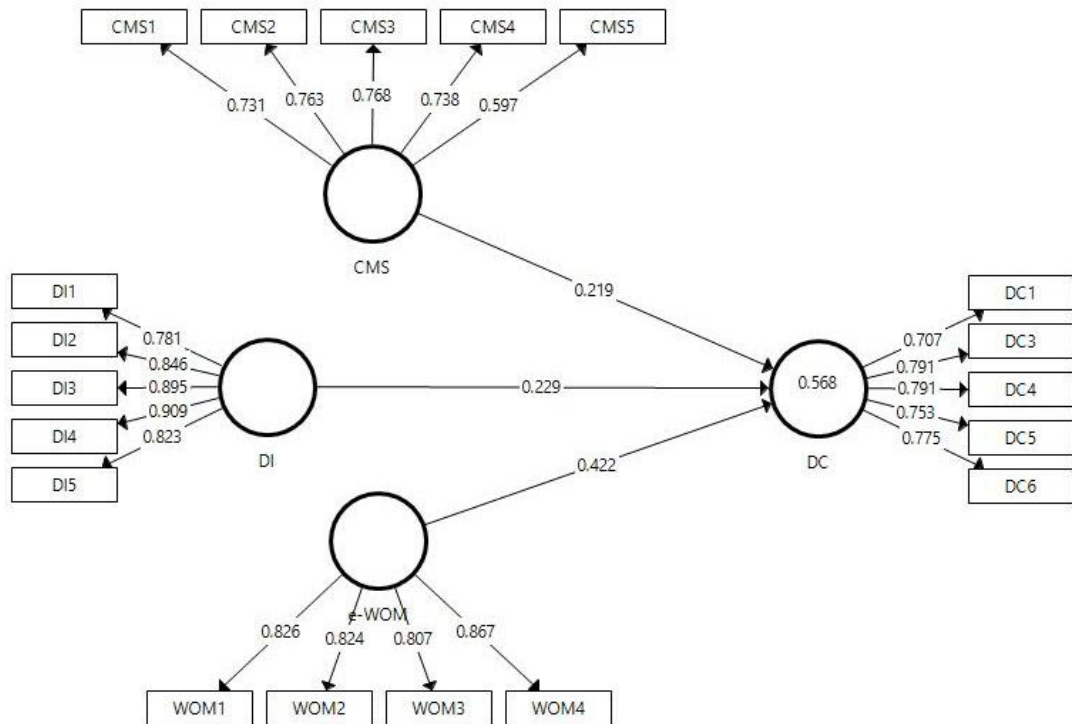 CMS1 CMS2 CMS3 CMS4 CMS5
0.731 0.763 0.768 0.738 0.597
CMS
0.219
DI1
DI2
DI3
DI4
DI5
0.781
0.846
0.895
0.909
0.823
DI
0.229
0.568
DC
DC1
DC3
DC4
DC5
DC6
0.707
0.791
0.791
0.753
0.775
0.422
e-WOM
0.826 0.824 0.807 0.867
WOM1 WOM2 WOM3 WOM4